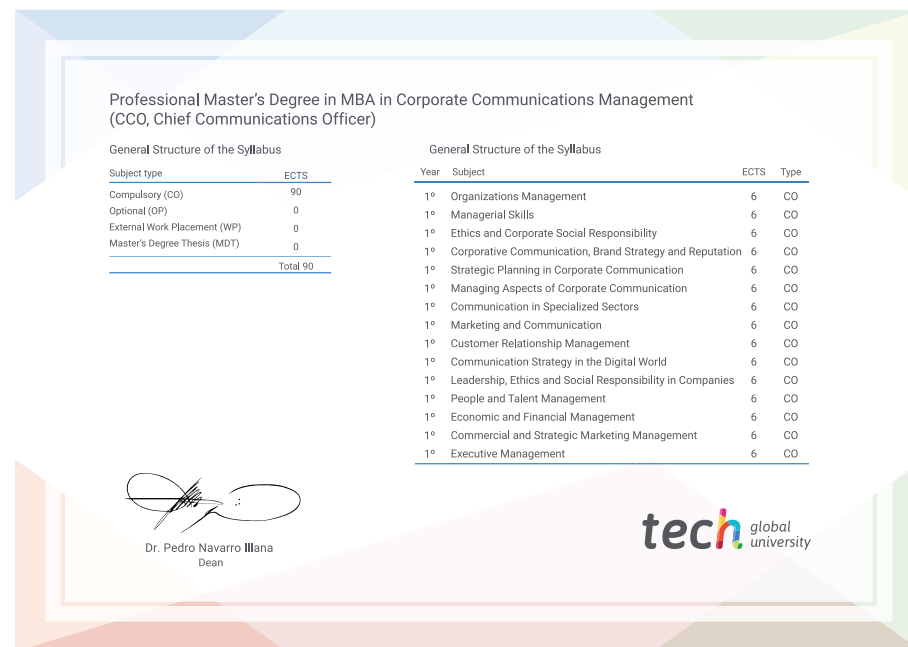 Professional Master's Degree in MBA in Corporate Communications Management
(CCO, Chief Communications Officer)
General Structure of the Syllabus
Subject type ECTS
Compulsory (CO) 90
Optional (OP) 0
External Work Placement (WP) 0
Master's Degree Thesis (MDT) 0
Total 90
General Structure of the Syllabus
Year Subject ECTS Type
1º Organizations Management 6 CO
1º Managerial Skills 6 CO
1º Ethics and Corporate Social Responsibility 6 CO
1º Corporative Communication, Brand Strategy and Reputation 6 CO
1º Strategic Planning in Corporate Communication 6 CO
1º Managing Aspects of Corporate Communication 6 CO
1º Communication in Specialized Sectors 6 CO
1º Marketing and Communication 6 CO
1º Customer Relationship Management 6 CO
1º Communication Strategy in the Digital World 6 CO
1º Leadership, Ethics and Social Responsibility in Companies 6 CO
1º People and Talent Management 6 CO
1º Economic and Financial Management 6 CO
1º Commercial and Strategic Marketing Management 6 CO
1º Executive Management 6 CO
Dr. Pedro Navarro Illana
Dean
tech global
university